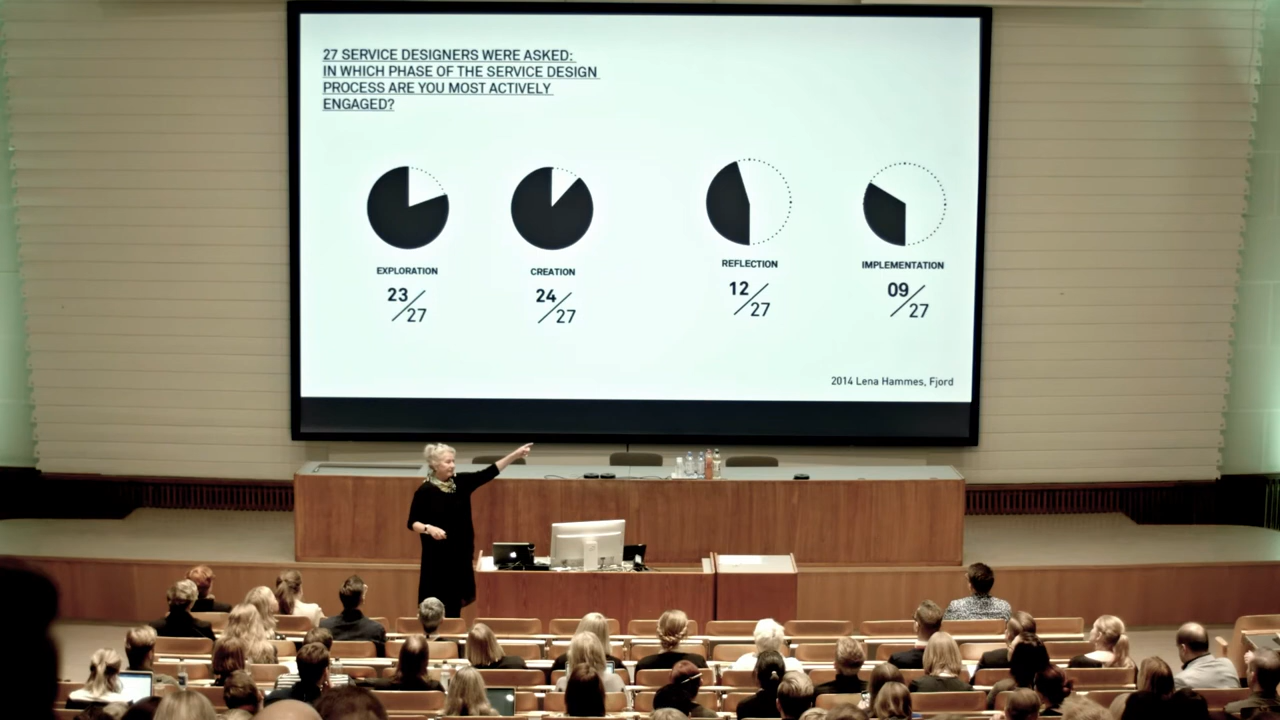 27 SERVICE DESIGNERS WERE ASKED:
IN WHICH PHASE OF THE SERVICE DESIGN
PROCESS ARE YOU MOST ACTIVELY
ENGAGED?
EXPLORATION
23/27
CREATION
24/27
REFLECTION
12/27
IMPLEMENTATION
09/27
2014 Lena Hammes, Fjord